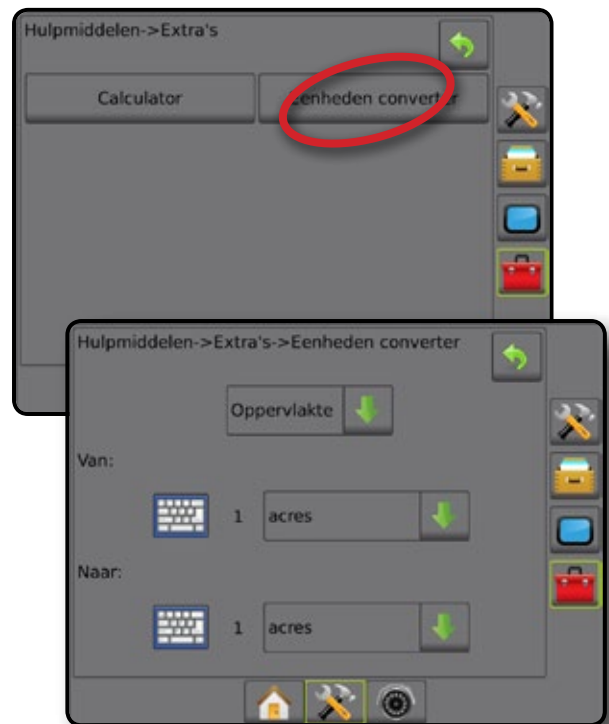 Hulpmiddelen->Extra's
Calculator
Eenheden converter
Hulpmiddelen->Extra's->Eenheden converter
Oppervlakte
Van:
1 acres
Naar:
1 acres